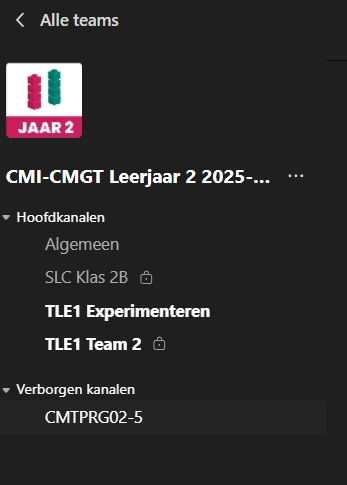 Alle teams
JAAR 2
CMI-CMGT Leerjaar 2 2025-...
Hoofdkanalen
Algemeen
SLC Klas 2B
TLE1 Experimenteren
TLE1 Team 2
Verborgen kanalen
CMTPRG02-5